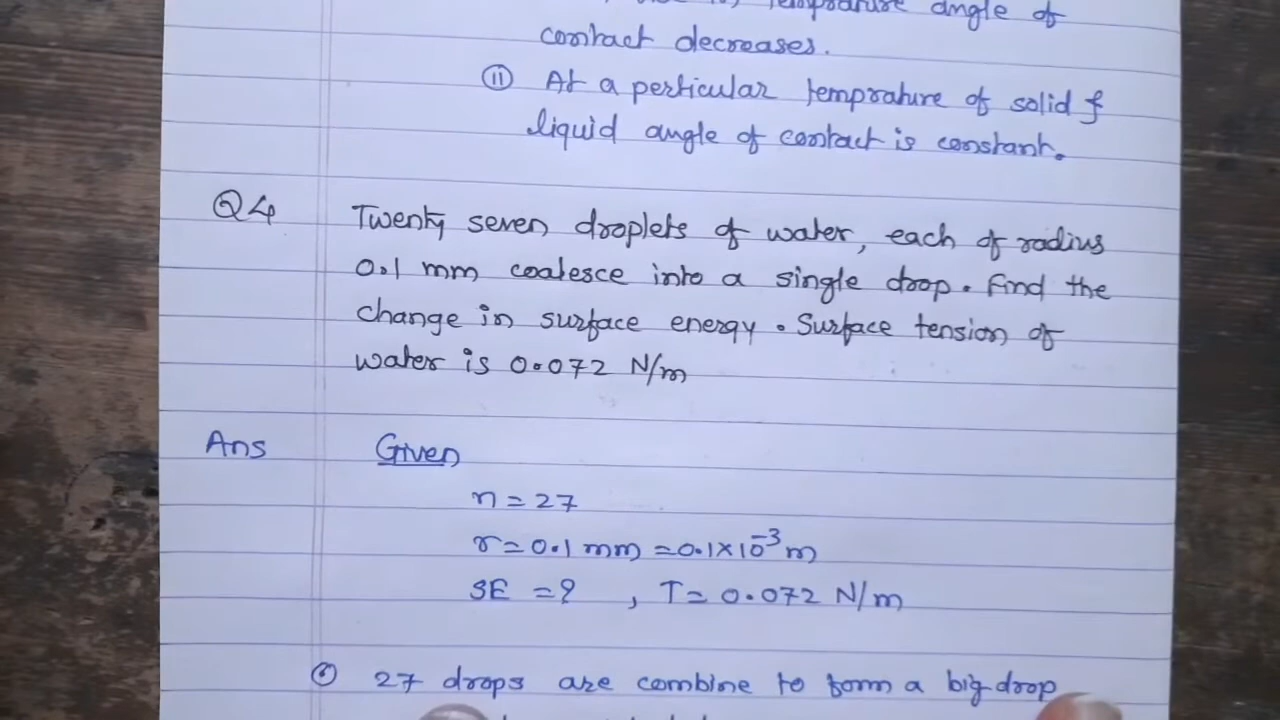 Temprature angle of
contact decreases.
(ii) At a perticular temprature of solid &
liquid angle of contact is constant.
Q4 Twenty seven droplets of water, each of radius
0.1 mm coalesce into a single drop. Find the
change in surface energy. Surface tension of
water is 0.072 N/m
Ans Given
n = 27
r = 0.1 mm = 0.1×10⁻³ m
SE = ? , T = 0.072 N/m
27 drops are combine to form a big drop